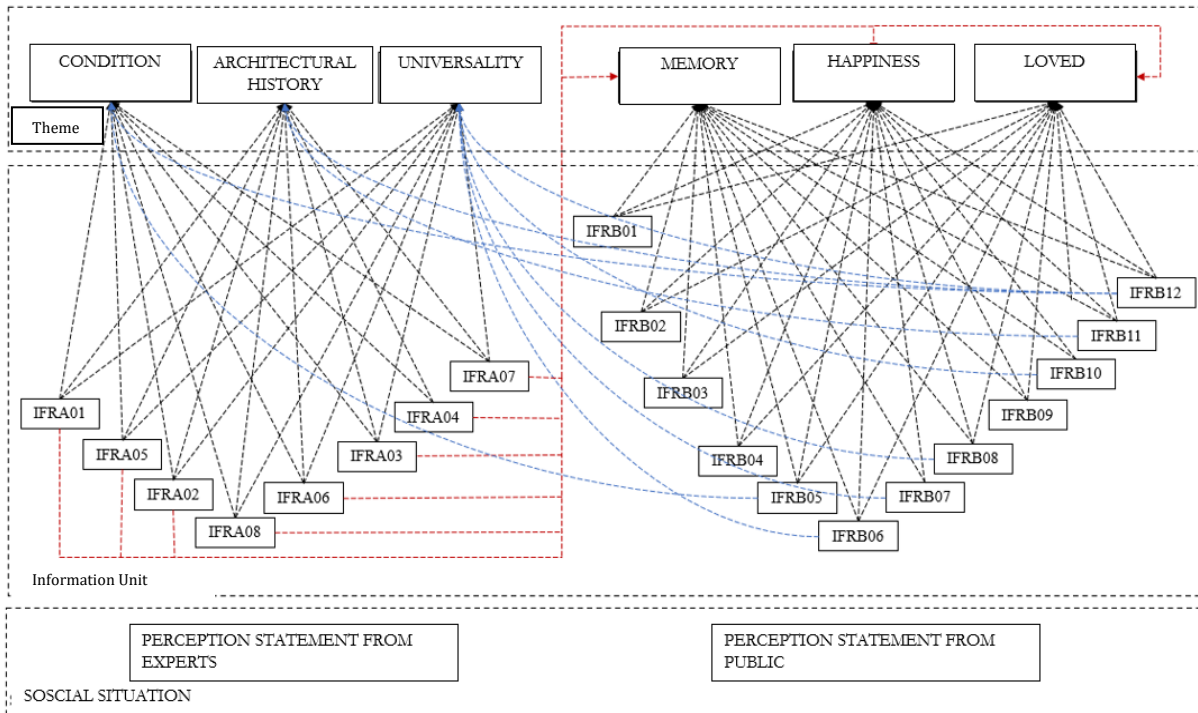 CONDITION
ARCHITECTURAL
HISTORY
UNIVERSALITY
MEMORY
HAPPINESS
LOVED
Theme
IFRB01
IFRB12
IFRB02
IFRB11
IFRA07
IFRB10
IFRB03
IFRA01
IFRA04
IFRB09
IFRA05
IFRA03
IFRB04
IFRB08
IFRA02
IFRA06
IFRB05
IFRB07
IFRA08
IFRB06
Information Unit
PERCEPTION STATEMENT FROM
EXPERTS
PERCEPTION STATEMENT FROM
PUBLIC
SOSCIAL SITUATION